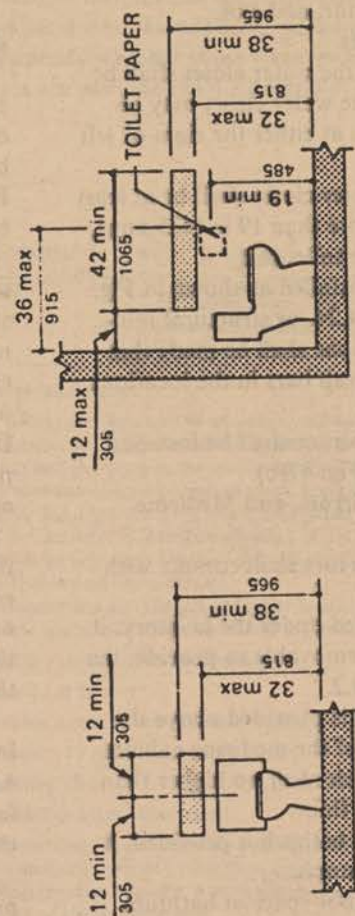 12 min
305
12 min
305
38 min
965
32 max
815
36 max
915
12 max
305
42 min
1065
TOILET PAPER
38 min
965
32 max
815
19 min
485